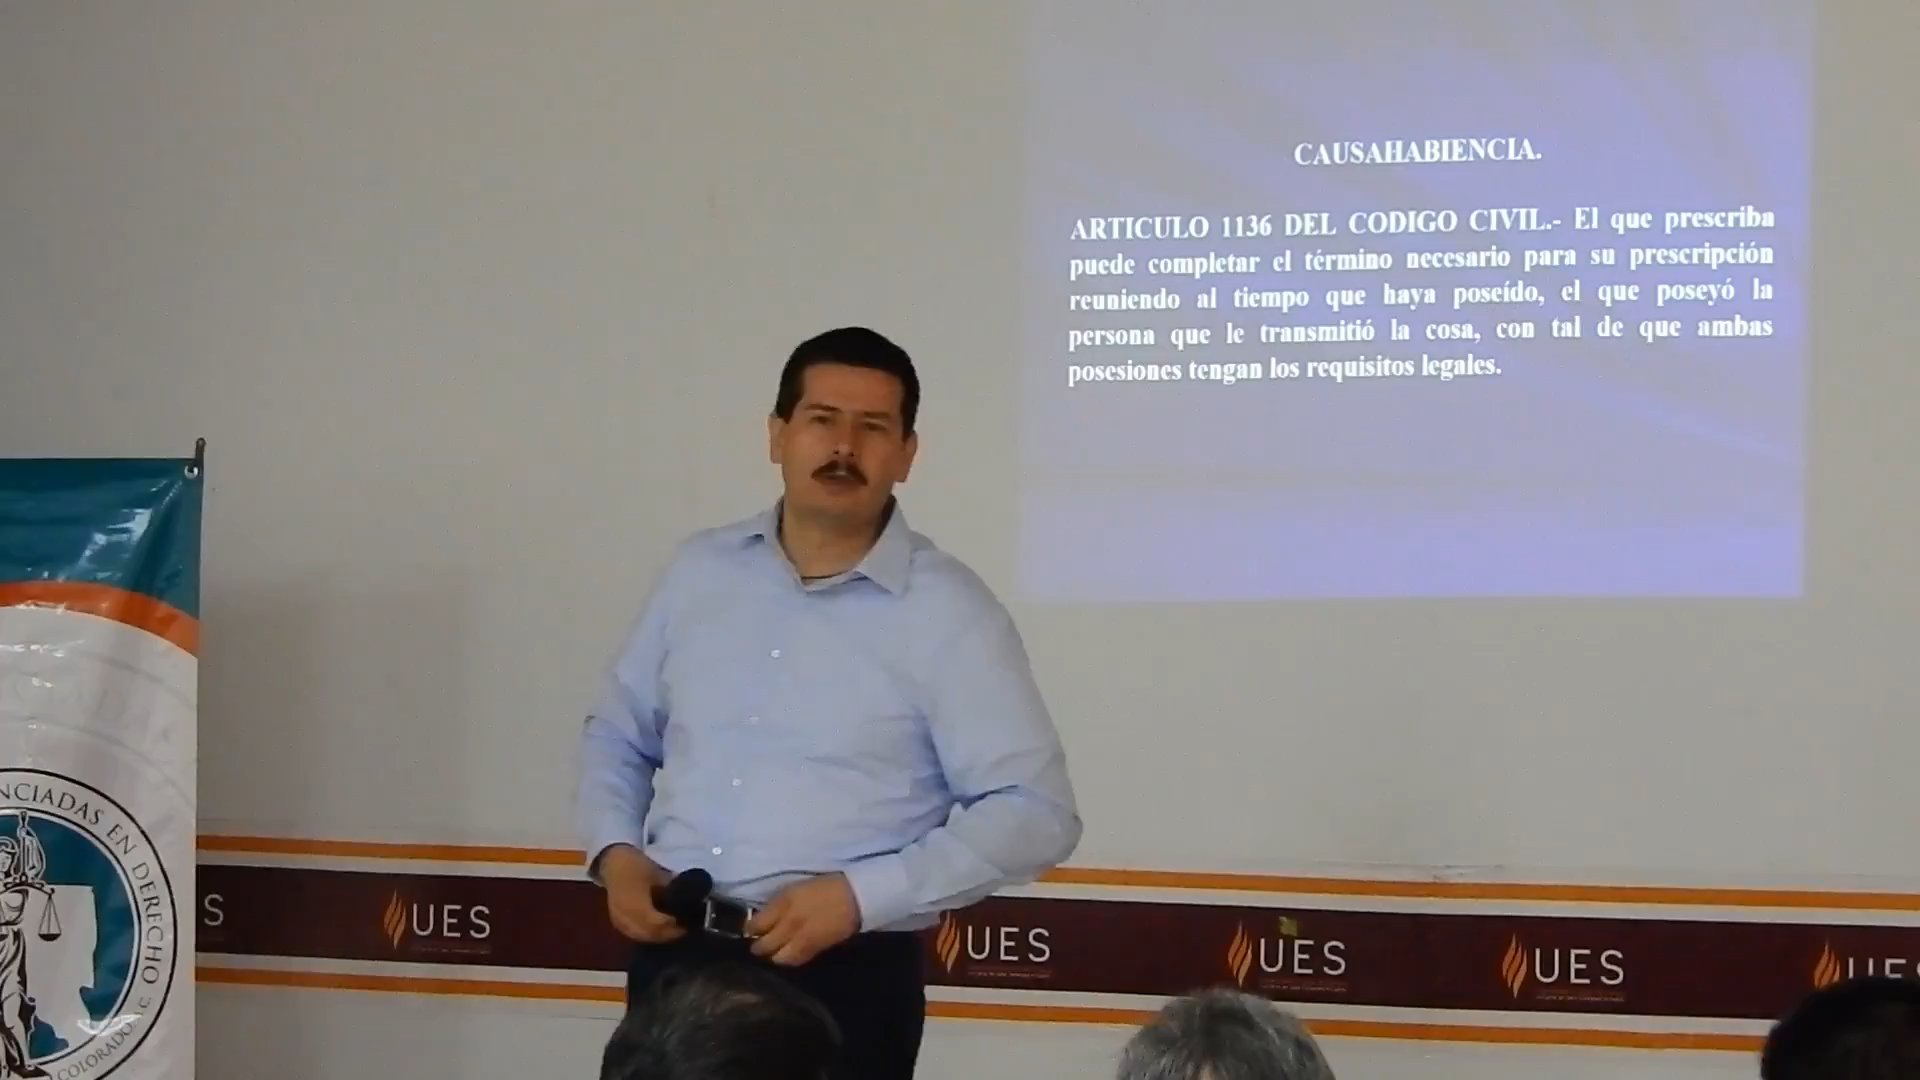 CAUSAHABIENCIA.
ARTICULO 1136 DEL CODIGO CIVIL.- El que prescriba
puede completar el término necesario para su prescripción
reuniendo al tiempo que haya poseído, el que poseyó la
persona que le transmitió la cosa, con tal de que ambas
posesiones tengan los requisitos legales.
NCIADAS EN DERECHO
COLORADO, A.C.
S
UES
UES
UES
UES
UES